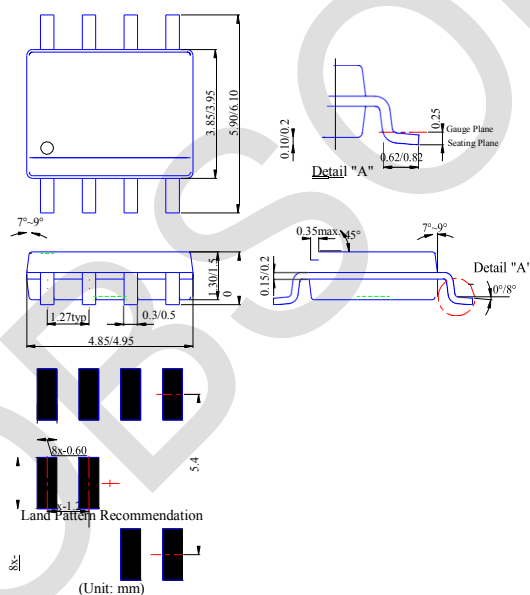 3.85/3.95
5.90/6.10
0.10/0.2
0.25
Gauge Plane
Seating Plane
0.62/0.82
Detail "A"
7°~9°
1.30/1.5
0
1.27typ
0.3/0.5
4.85/4.95
0.35max.
45°
7°~9°
0.15/0.2
Detail "A"
0°/8°
8x-0.60
5.4
Land Pattern Recommendation
8x-
(Unit: mm)